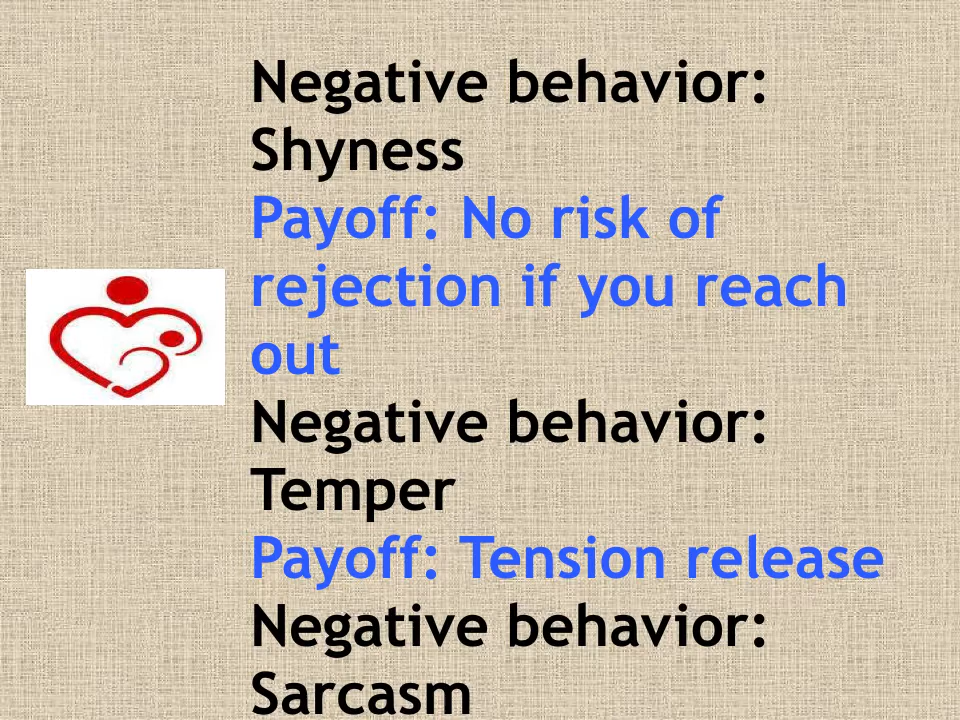 Negative behavior:
Shyness
Payoff: No risk of
rejection if you reach
out
Negative behavior:
Temper
Payoff: Tension release
Negative behavior:
Sarcasm